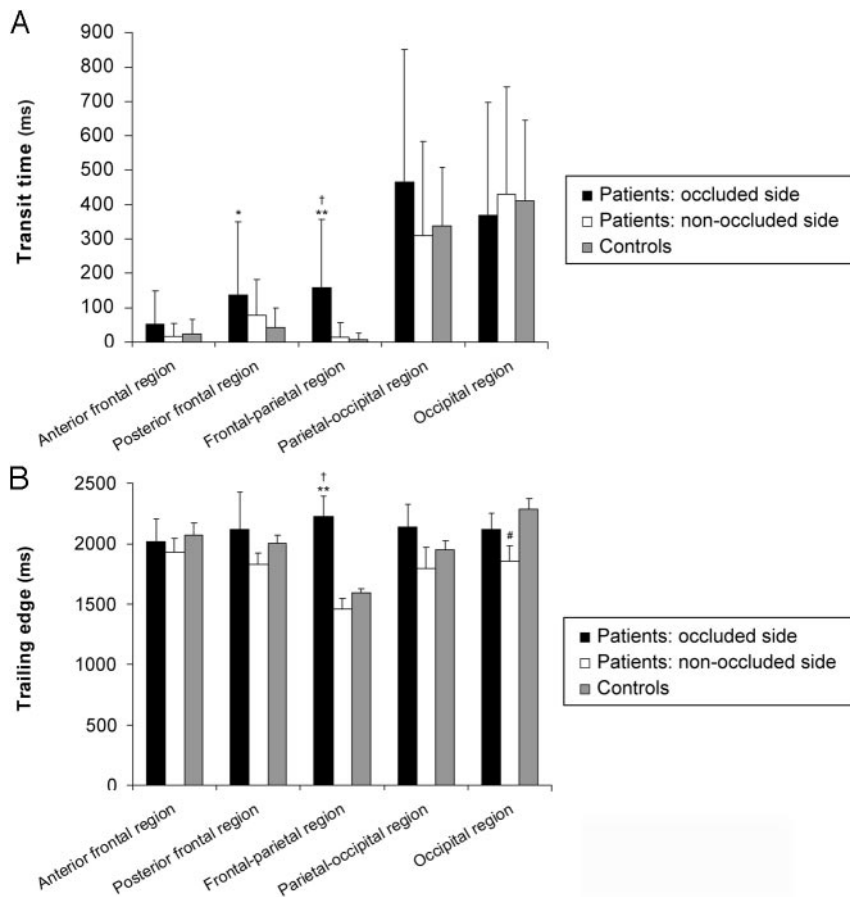 A
Transit time (ms)
900
800
700
600
500
400
300
200
100
0
*
†
**
Anterior frontal region
Posterior frontal region
Frontal-parietal region
Parietal-occipital region
Occipital region
Patients: occluded side
Patients: non-occluded side
Controls
B
Trailing edge (ms)
2500
2000
1500
1000
500
0
†
**
#
Anterior frontal region
Posterior frontal region
Frontal-parietal region
Parietal-occipital region
Occipital region
Patients: occluded side
Patients: non-occluded side
Controls